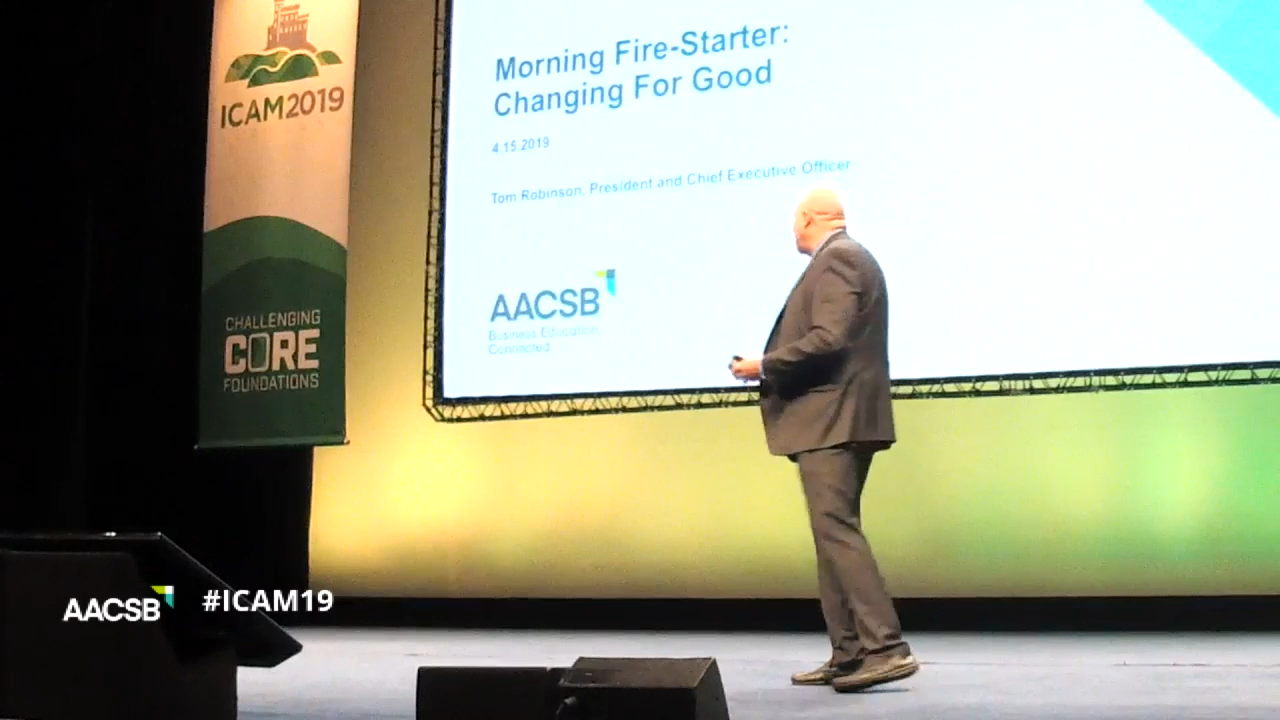 ICAM2019
CHALLENGING
CORE
FOUNDATIONS
Morning Fire-Starter:
Changing For Good
4.15.2019
Tom Robinson, President and Chief Executive Officer
AACSB
Business Education
Connected
AACSB #ICAM19